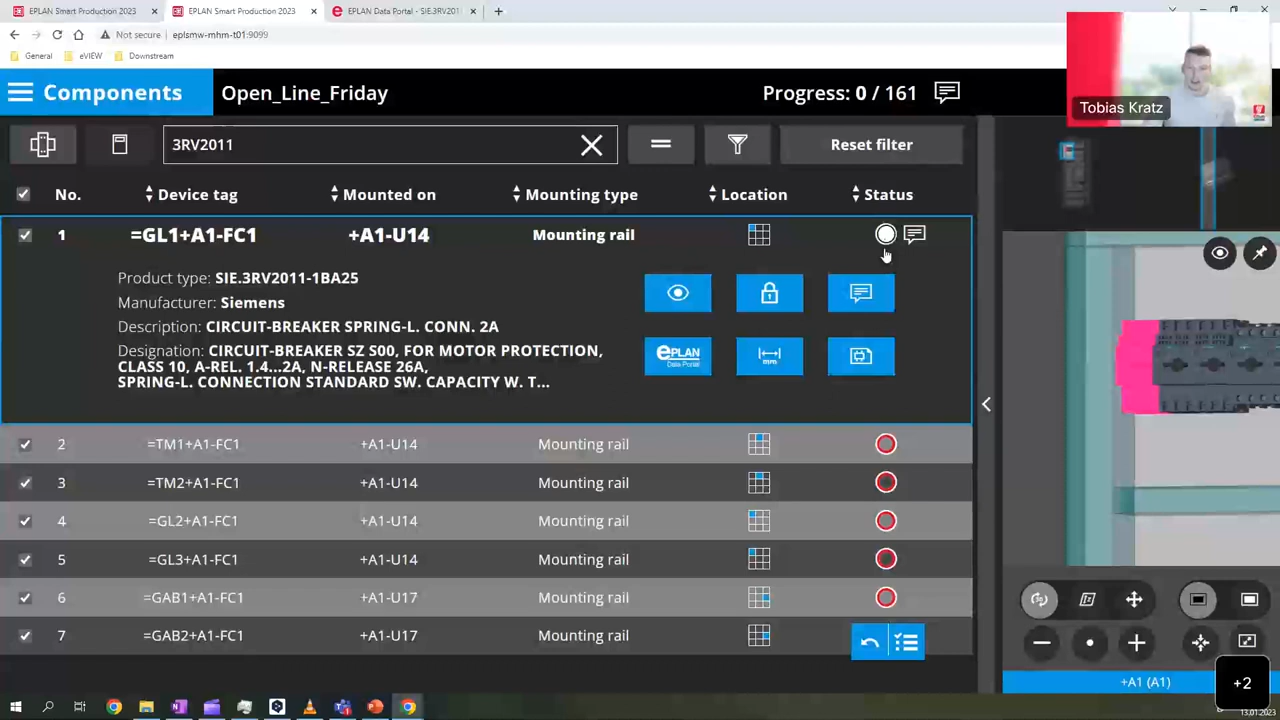 EPLAN Smart Production 2023
EPLAN Smart Production 2023
EPLAN Data Portal - SIE.3RV2011
Not secure | eplsmw-mhm-t01:9099
General
eVIEW
Downstream
Tobias Kratz
Components
Open_Line_Friday
Progress: 0 / 161
3RV2011
Reset filter
No.
Device tag
Mounted on
Mounting type
Location
Status
1
=GL1+A1-FC1
+A1-U14
Mounting rail
Product type: SIE.3RV2011-1BA25
Manufacturer: Siemens
Description: CIRCUIT-BREAKER SPRING-L. CONN. 2A
Designation: CIRCUIT-BREAKER SZ S00, FOR MOTOR PROTECTION,
CLASS 10, A-REL. 1.4...2A, N-RELEASE 26A,
SPRING-L. CONNECTION STANDARD SW. CAPACITY W. T...
ePLAN
Data Portal
mm
2 =TM1+A1-FC1 +A1-U14 Mounting rail
3 =TM2+A1-FC1 +A1-U14 Mounting rail
4 =GL2+A1-FC1 +A1-U14 Mounting rail
5 =GL3+A1-FC1 +A1-U14 Mounting rail
6 =GAB1+A1-FC1 +A1-U17 Mounting rail
7 =GAB2+A1-FC1 +A1-U17 Mounting rail
+A1 (A1)
+2
13.01.2023